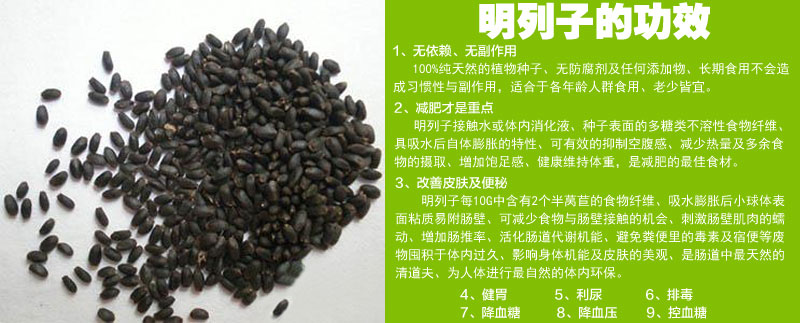 明列子的功效
1、无依赖、无副作用
100%纯天然的植物种子、无防腐剂及任何添加物、长期食用不会造
成习惯性与副作用，适合于各年龄人群食用、老少皆宜。
2、减肥才是重点
明列子接触水或体内消化液、种子表面的多糖类不溶性食物纤维、
具吸水后自体膨胀的特性、可有效的抑制空腹感、减少热量及多余食
物的摄取、增加饱足感、健康维持体重，是减肥的最佳食材。
3、改善皮肤及便秘
明列子每10G中含有2个半莴苣的食物纤维、吸水膨胀后小球体表
面粘质易附肠壁、可减少食物与肠壁接触的机会、刺激肠壁肌肉的蠕
动、增加肠推率、活化肠道代谢机能、避免粪便里的毒素及宿便等废
物囤积于体内过久、影响身体机能及皮肤的美观、是肠道中最天然的
清道夫、为人体进行最自然的体内环保。
4、健胃 5、利尿 6、排毒
7、降血糖 8、降血压 9、控血糖